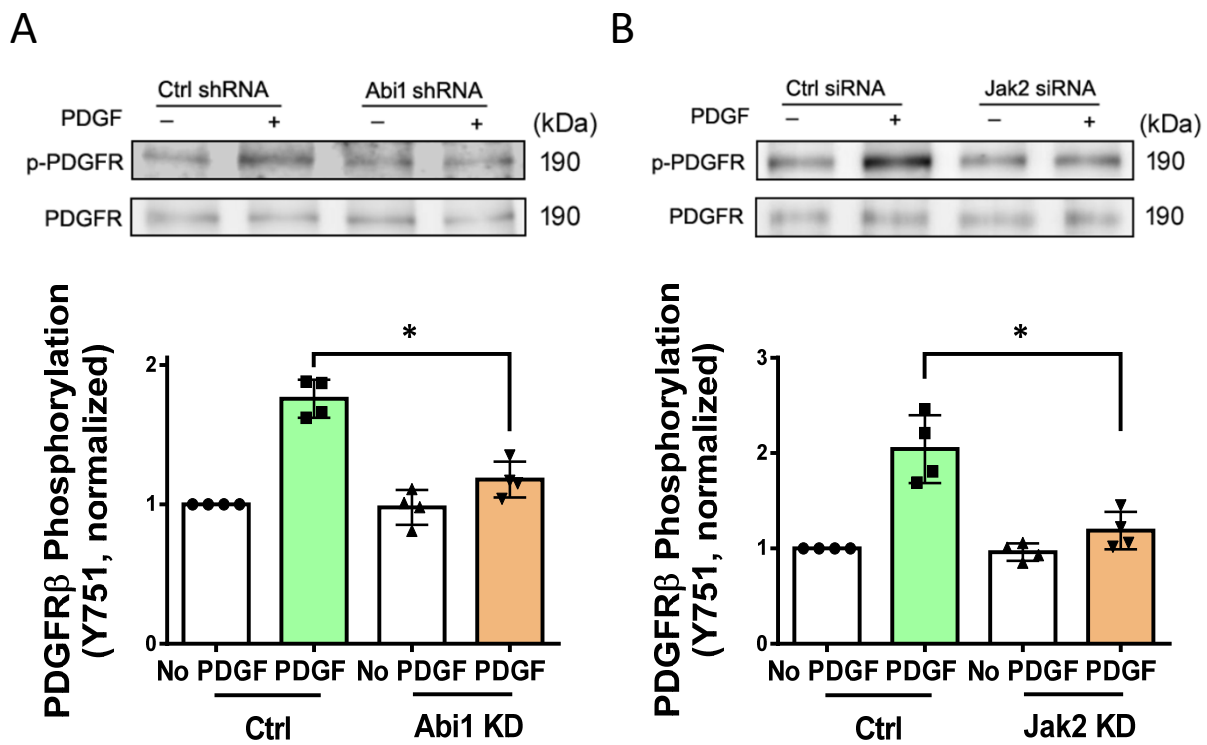 A
Ctrl shRNA Abi1 shRNA
PDGF − + − + (kDa)
p-PDGFR 190
PDGFR 190
PDGFRβ Phosphorylation
(Y751, normalized)
2
1
0
*
No PDGF PDGF No PDGF PDGF
Ctrl Abi1 KD
B
Ctrl siRNA Jak2 siRNA
PDGF − + − + (kDa)
p-PDGFR 190
PDGFR 190
PDGFRβ Phosphorylation
(Y751, normalized)
3
2
1
0
*
No PDGF PDGF No PDGF PDGF
Ctrl Jak2 KD